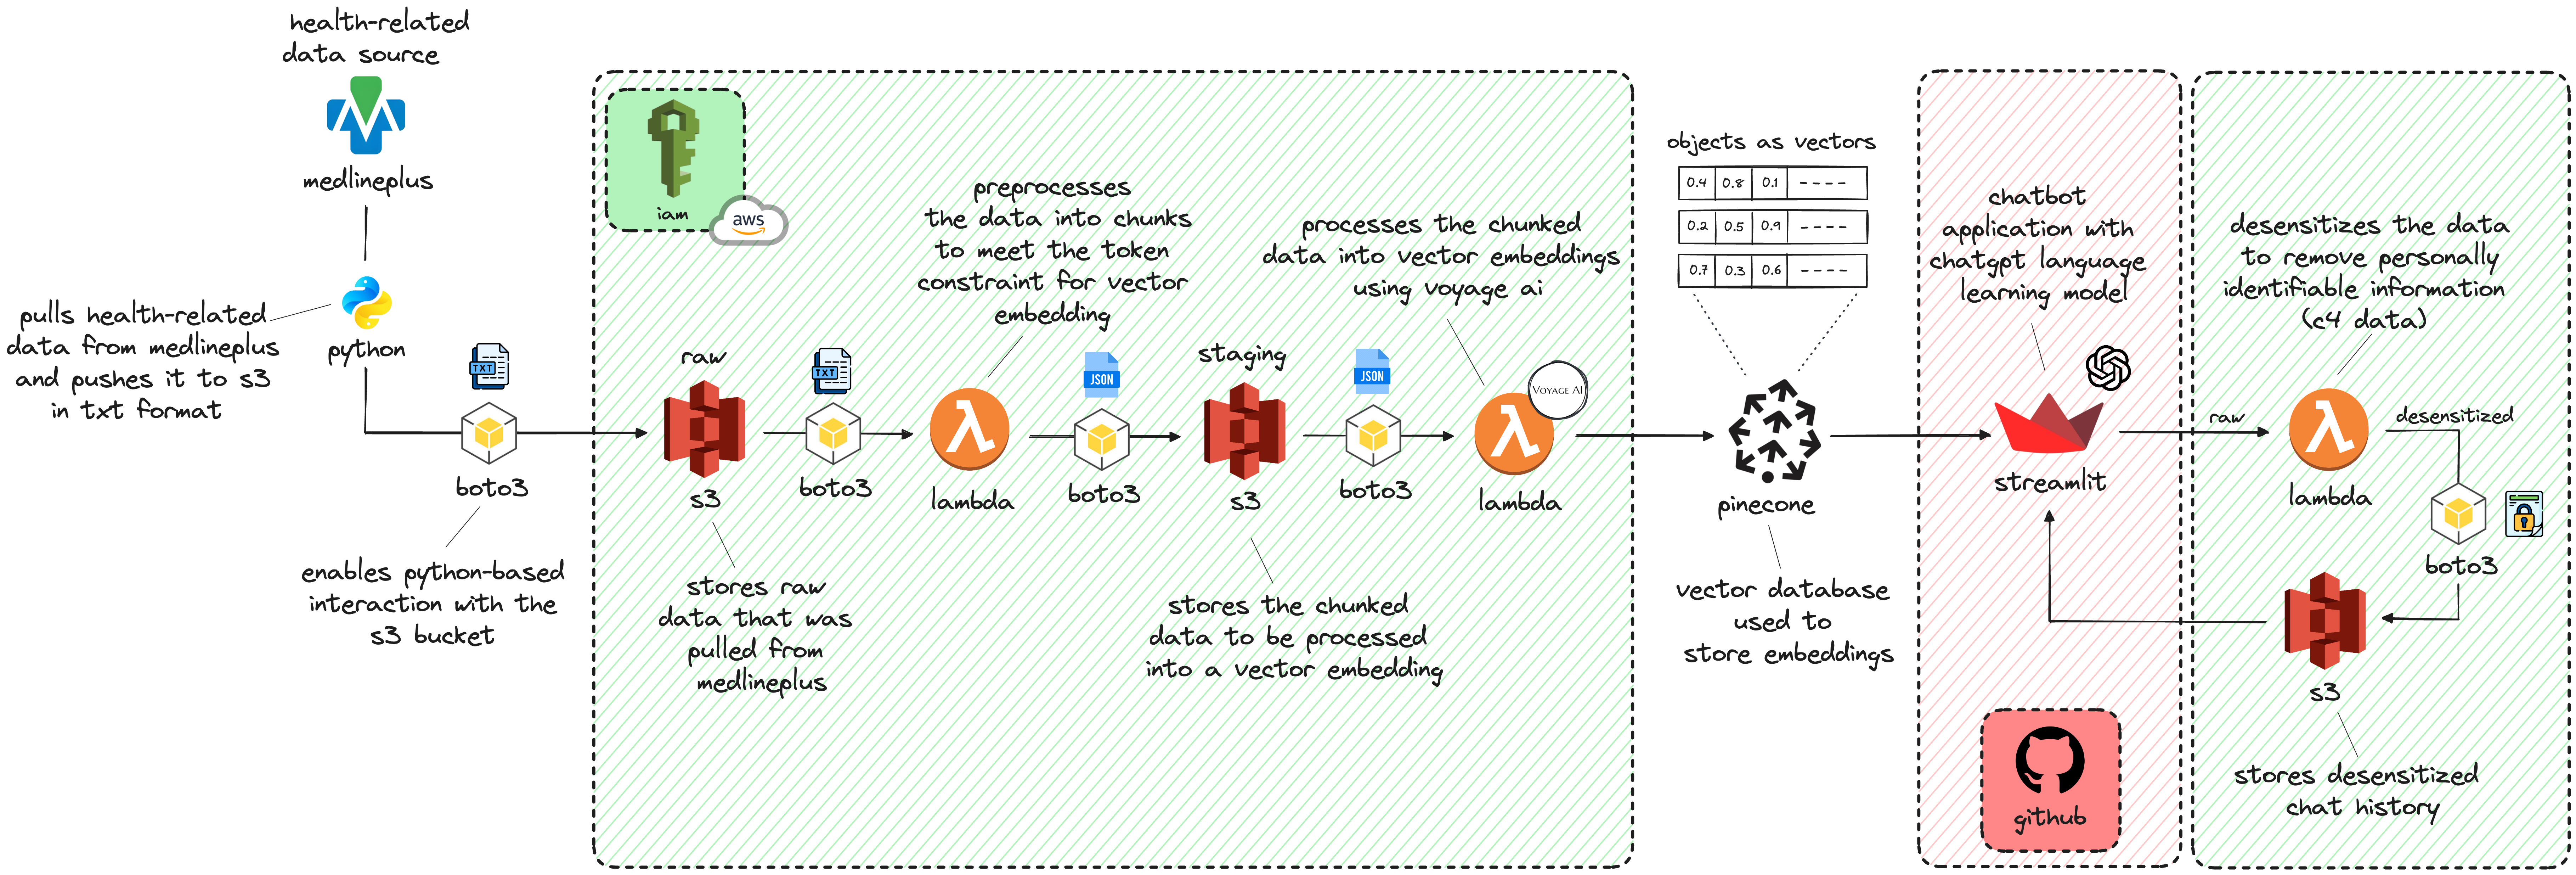 health-related
data source
medlineplus
pulls health-related
data from medlineplus
and pushes it to s3
in txt format
python
TXT
boto3
enables python-based
interaction with the
s3 bucket
iam
aws
raw
s3
stores raw
data that was
pulled from
medlineplus
TXT
boto3
preprocesses
the data into chunks
to meet the token
constraint for vector
embedding
lambda
JSON
boto3
staging
s3
stores the chunked
data to be processed
into a vector embedding
JSON
boto3
processes the chunked
data into vector embeddings
using voyage ai
VOYAGE AI
lambda
objects as vectors
0.4 0.8 0.1 ----
0.2 0.5 0.9 ----
0.7 0.3 0.6 ----
pinecone
vector database
used to
store embeddings
chatbot
application with
chatgpt language
learning model
streamlit
github
raw
desensitizes the data
to remove personally
identifiable information
(c4 data)
lambda
desensitized
boto3
s3
stores desensitized
chat history